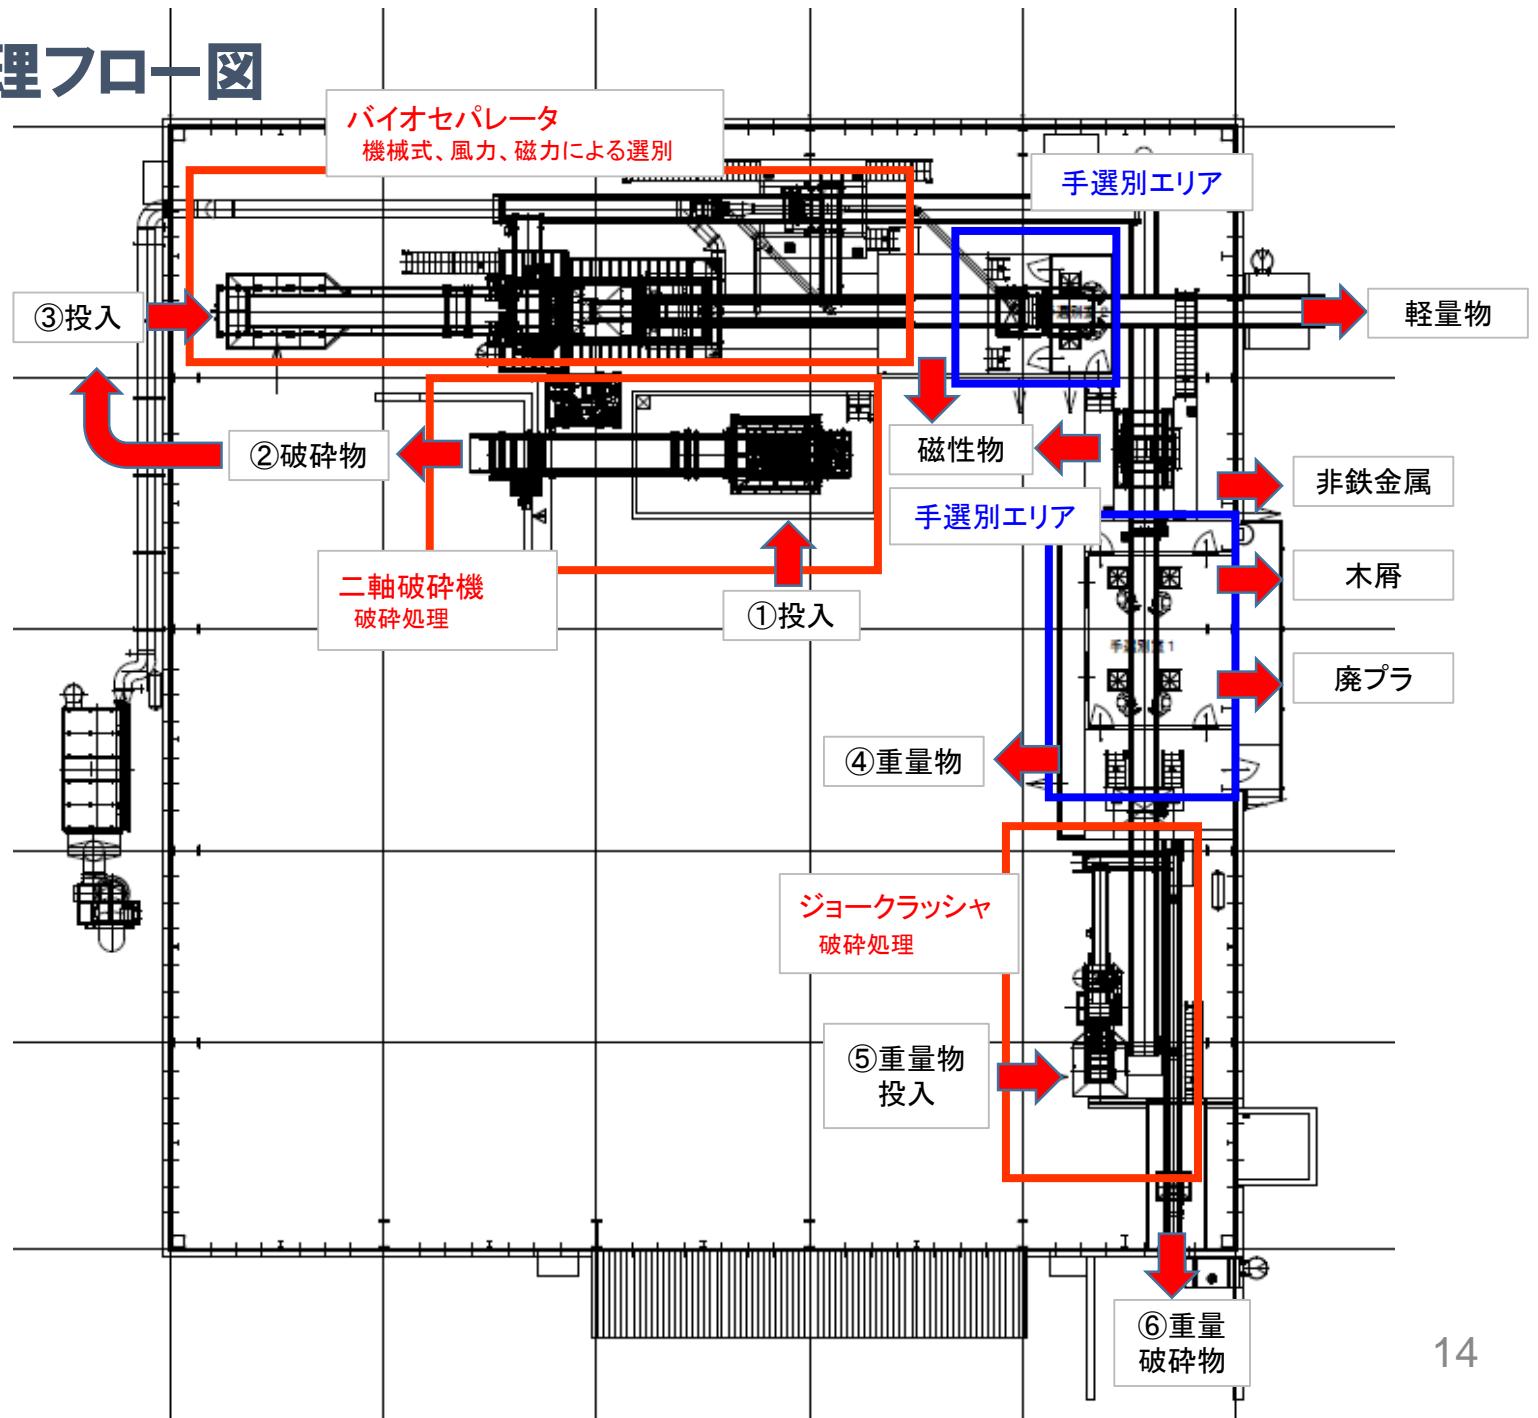 理フロー図
バイオセパレータ
機械式、風力、磁力による選別
手選別エリア
③投入
軽量物
②破砕物
磁性物
非鉄金属
手選別エリア
二軸破砕機
破砕処理
①投入
木屑
手選別室1
廃プラ
④重量物
ジョークラッシャ
破砕処理
⑤重量物
投入
⑥重量
破砕物
14